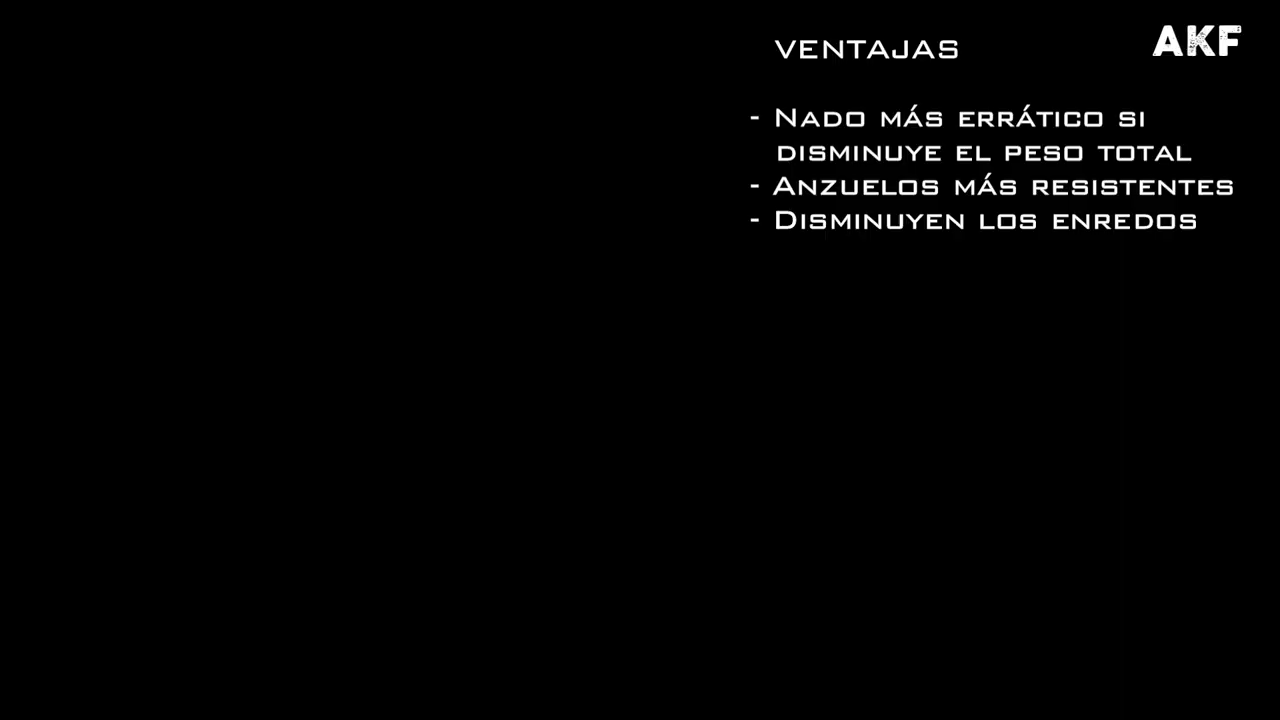 VENTAJAS
AKF
- NADO MÁS ERRÁTICO SI
DISMINUYE EL PESO TOTAL
- ANZUELOS MÁS RESISTENTES
- DISMINUYEN LOS ENREDOS